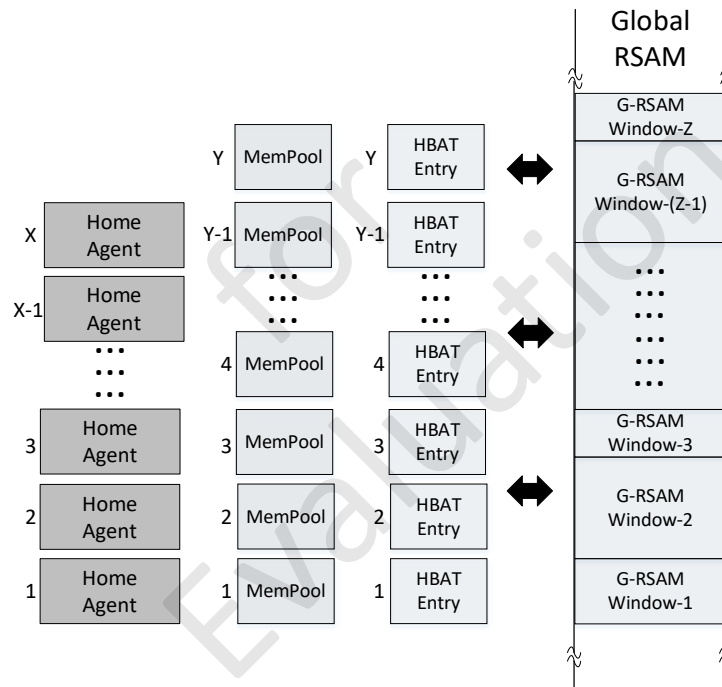 Global
RSAM
G-RSAM
Window-Z
Y
MemPool
Y
HBAT
Entry
G-RSAM
Window-(Z-1)
X
Home
Agent
Y-1
MemPool
Y-1
HBAT
Entry
X-1
Home
Agent
4
MemPool
4
HBAT
Entry
3
Home
Agent
3
MemPool
3
HBAT
Entry
G-RSAM
Window-3
2
Home
Agent
2
MemPool
2
HBAT
Entry
G-RSAM
Window-2
1
Home
Agent
1
MemPool
1
HBAT
Entry
G-RSAM
Window-1
for
Evaluation